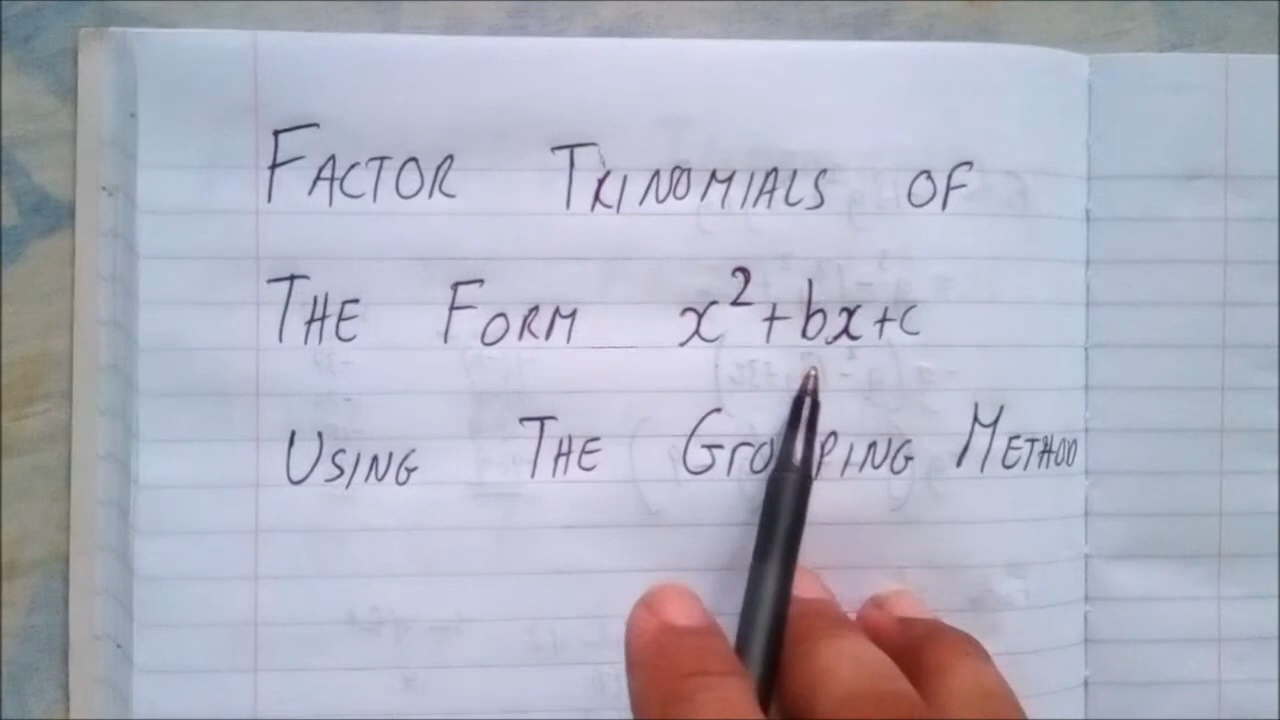 FACTOR TRINOMIALS OF
THE FORM x²+bx+c
USING THE GROUPING METHOD